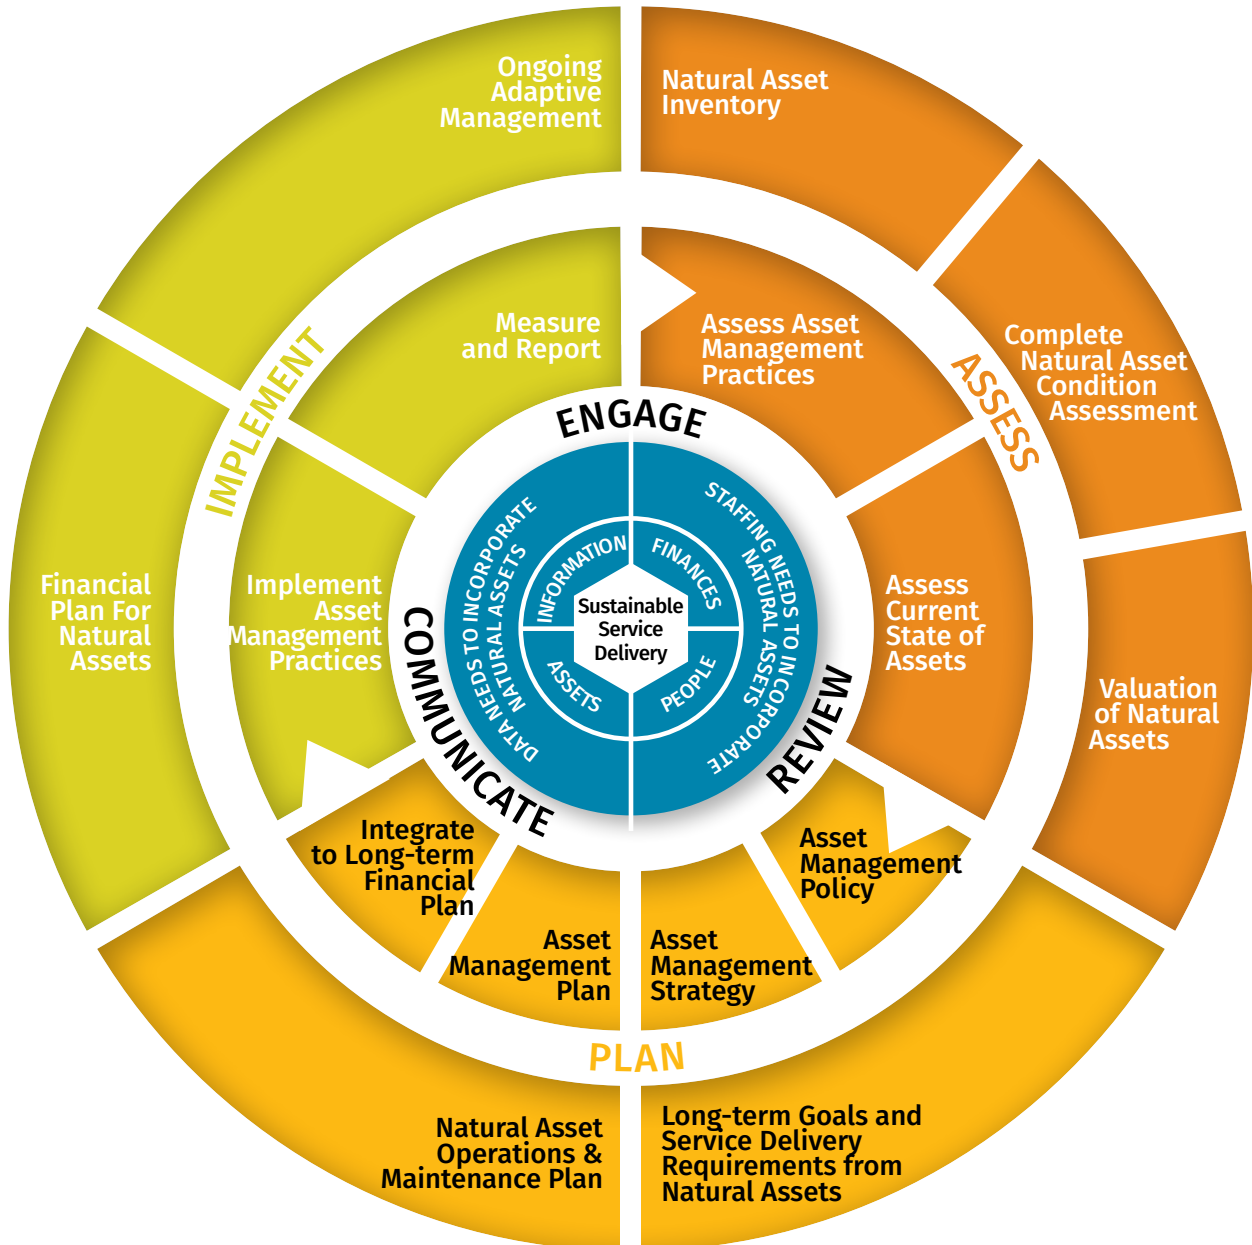 Ongoing
Adaptive
Management
Natural Asset
Inventory
Complete
Natural Asset
Condition
Assessment
Valuation
of Natural
Assets
Long-term Goals and
Service Delivery
Requirements from
Natural Assets
Natural Asset
Operations &
Maintenance Plan
Financial
Plan For
Natural
Assets
IMPLEMENT
ASSESS
PLAN
Measure
and Report
Assess Asset
Management
Practices
Assess
Current
State of
Assets
Asset
Management
Policy
Asset
Management
Strategy
Asset
Management
Plan
Integrate
to Long-term
Financial
Plan
Implement
Asset
Management
Practices
ENGAGE
REVIEW
COMMUNICATE
DATA NEEDS TO INCORPORATE
NATURAL ASSETS
STAFFING NEEDS TO INCORPORATE
NATURAL ASSETS
INFORMATION
FINANCES
ASSETS
PEOPLE
Sustainable
Service
Delivery